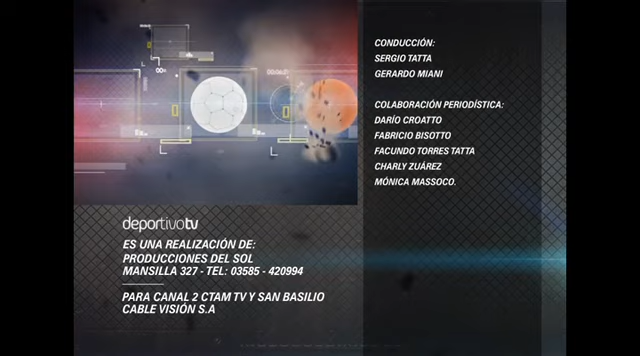 CONDUCCIÓN:
SERGIO TATTA
GERARDO MIANI
COLABORACIÓN PERIODÍSTICA:
DARÍO CROATTO
FABRICIO BISOTTO
FACUNDO TORRES TATTA
CHARLY ZUÁREZ
MÓNICA MASSOCO.
deportivotv
ES UNA REALIZACIÓN DE:
PRODUCCIONES DEL SOL
MANSILLA 327 - TEL: 03585 - 420994
PARA CANAL 2 CTAM TV Y SAN BASILIO
CABLE VISIÓN S.A